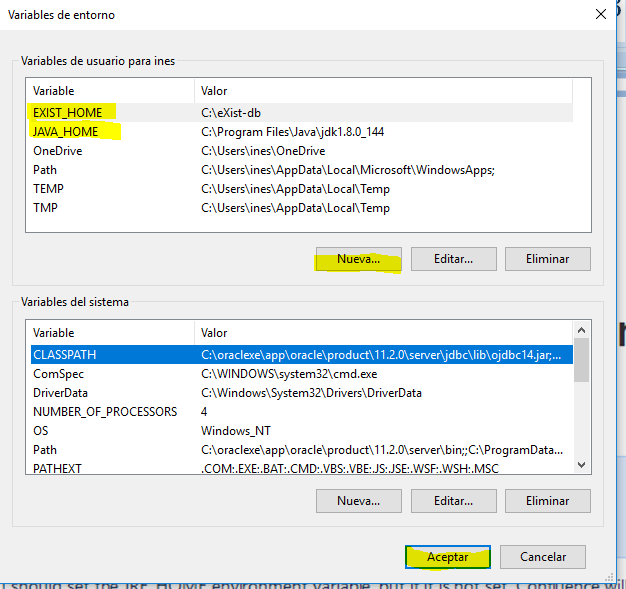 Variables de entorno
Variables de usuario para ines
Variable Valor
EXIST_HOME C:\eXist-db
JAVA_HOME C:\Program Files\Java\jdk1.8.0_144
OneDrive C:\Users\ines\OneDrive
Path C:\Users\ines\AppData\Local\Microsoft\WindowsApps;
TEMP C:\Users\ines\AppData\Local\Temp
TMP C:\Users\ines\AppData\Local\Temp
Nueva... Editar... Eliminar
Variables del sistema
Variable Valor
CLASSPATH C:\oraclexe\app\oracle\product\11.2.0\server\jdbc\lib\ojdbc14.jar;...
ComSpec C:\WINDOWS\system32\cmd.exe
DriverData C:\Windows\System32\Drivers\DriverData
NUMBER_OF_PROCESSORS 4
OS Windows_NT
Path C:\oraclexe\app\oracle\product\11.2.0\server\bin;;C:\ProgramData...
PATHEXT .COM;.EXE;.BAT;.CMD;.VBS;.VBE;.JS;.JSE;.WSF;.WSH;.MSC
Nueva... Editar... Eliminar
Aceptar Cancelar
should set the JRE_HOME environment variable, but if it is not set, Confluence will